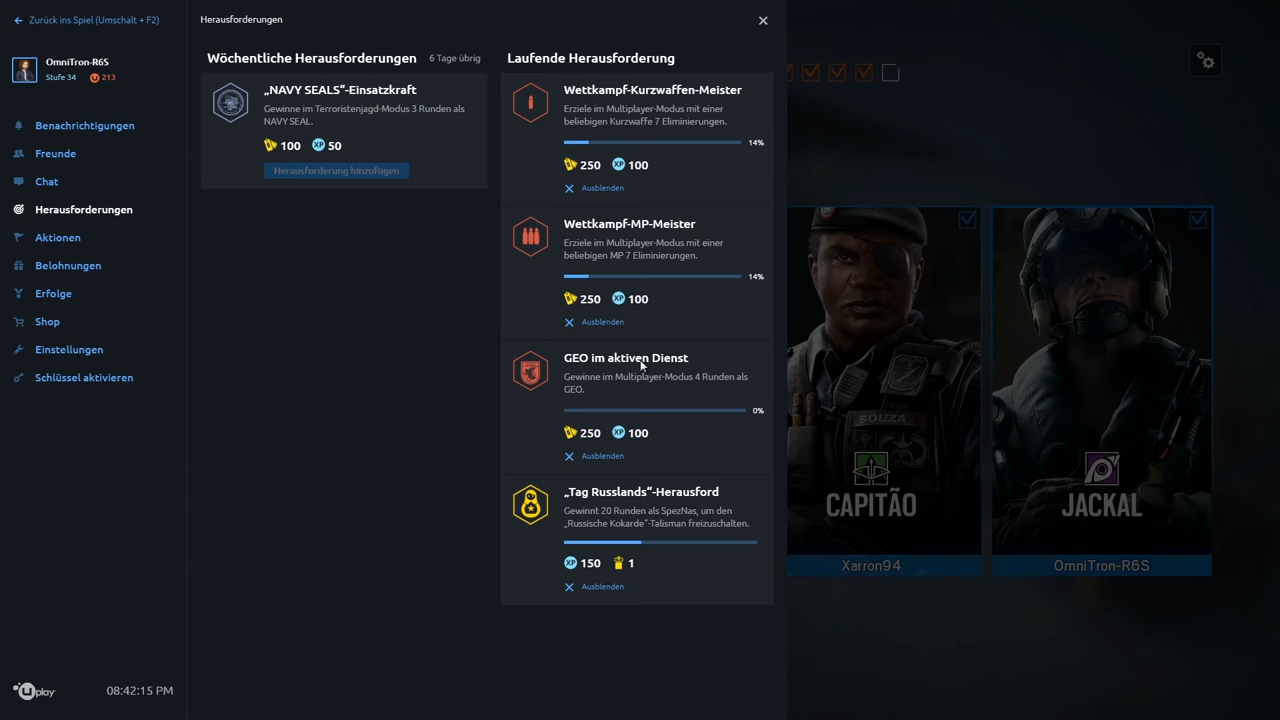 Zurück ins Spiel (Umschalt + F2)
OmniTron-R6S
Stufe 34 213
Benachrichtigungen
Freunde
Chat
Herausforderungen
Aktionen
Belohnungen
Erfolge
Shop
Einstellungen
Schlüssel aktivieren
Uplay
08:42:15 PM
Herausforderungen
Wöchentliche Herausforderungen 6 Tage übrig
„NAVY SEALS“-Einsatzkraft
Gewinne im Terroristenjagd-Modus 3 Runden als
NAVY SEAL.
100 XP 50
Herausforderung hinzufügen
Laufende Herausforderung
Wettkampf-Kurzwaffen-Meister
Erziele im Multiplayer-Modus mit einer
beliebigen Kurzwaffe 7 Eliminierungen.
14%
250 XP 100
Ausblenden
Wettkampf-MP-Meister
Erziele im Multiplayer-Modus mit einer
beliebigen MP 7 Eliminierungen.
14%
250 XP 100
Ausblenden
GEO im aktiven Dienst
Gewinne im Multiplayer-Modus 4 Runden als
GEO.
0%
250 XP 100
Ausblenden
„Tag Russlands“-Herausford
Gewinnt 20 Runden als SpezNas, um den
„Russische Kokarde“-Talisman freizuschalten.
XP 150 1
Ausblenden
SOUZA
CAPITÃO
Xarron94
JACKAL
OmniTron-R6S